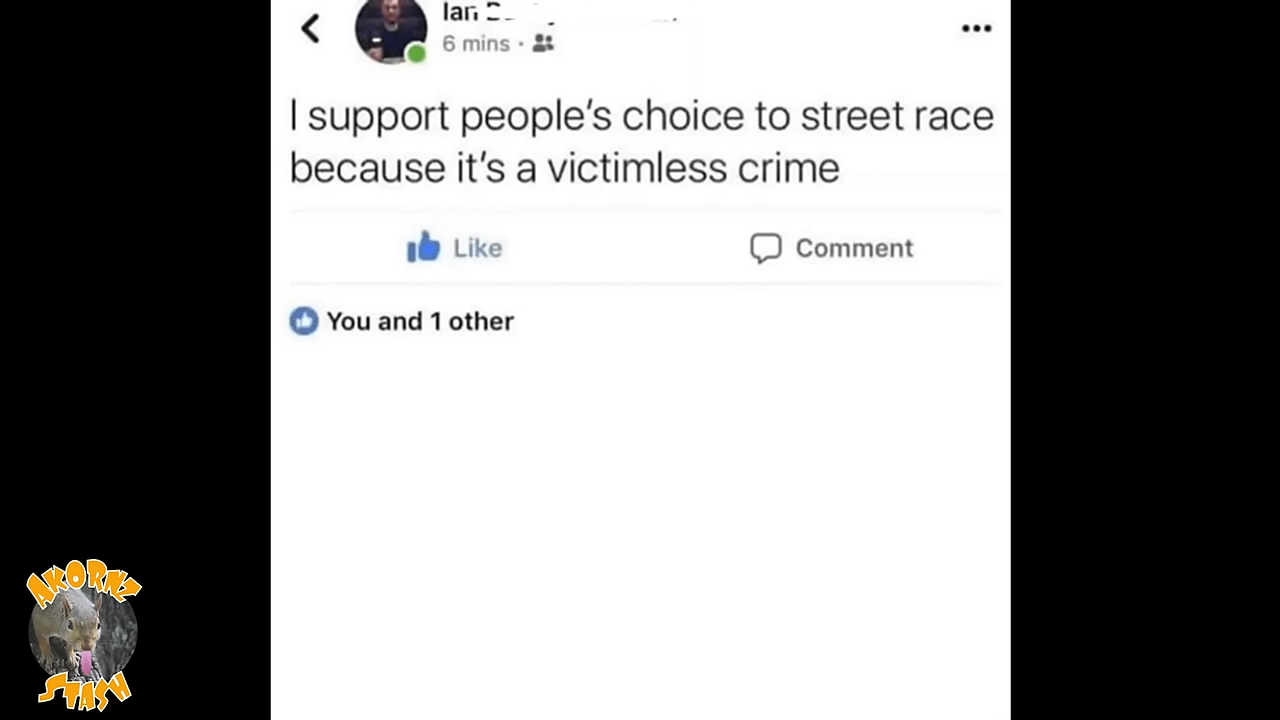 Ian
6 mins ·
I support people's choice to street race
because it's a victimless crime
Like
Comment
You and 1 other
AKORNZ
STASH